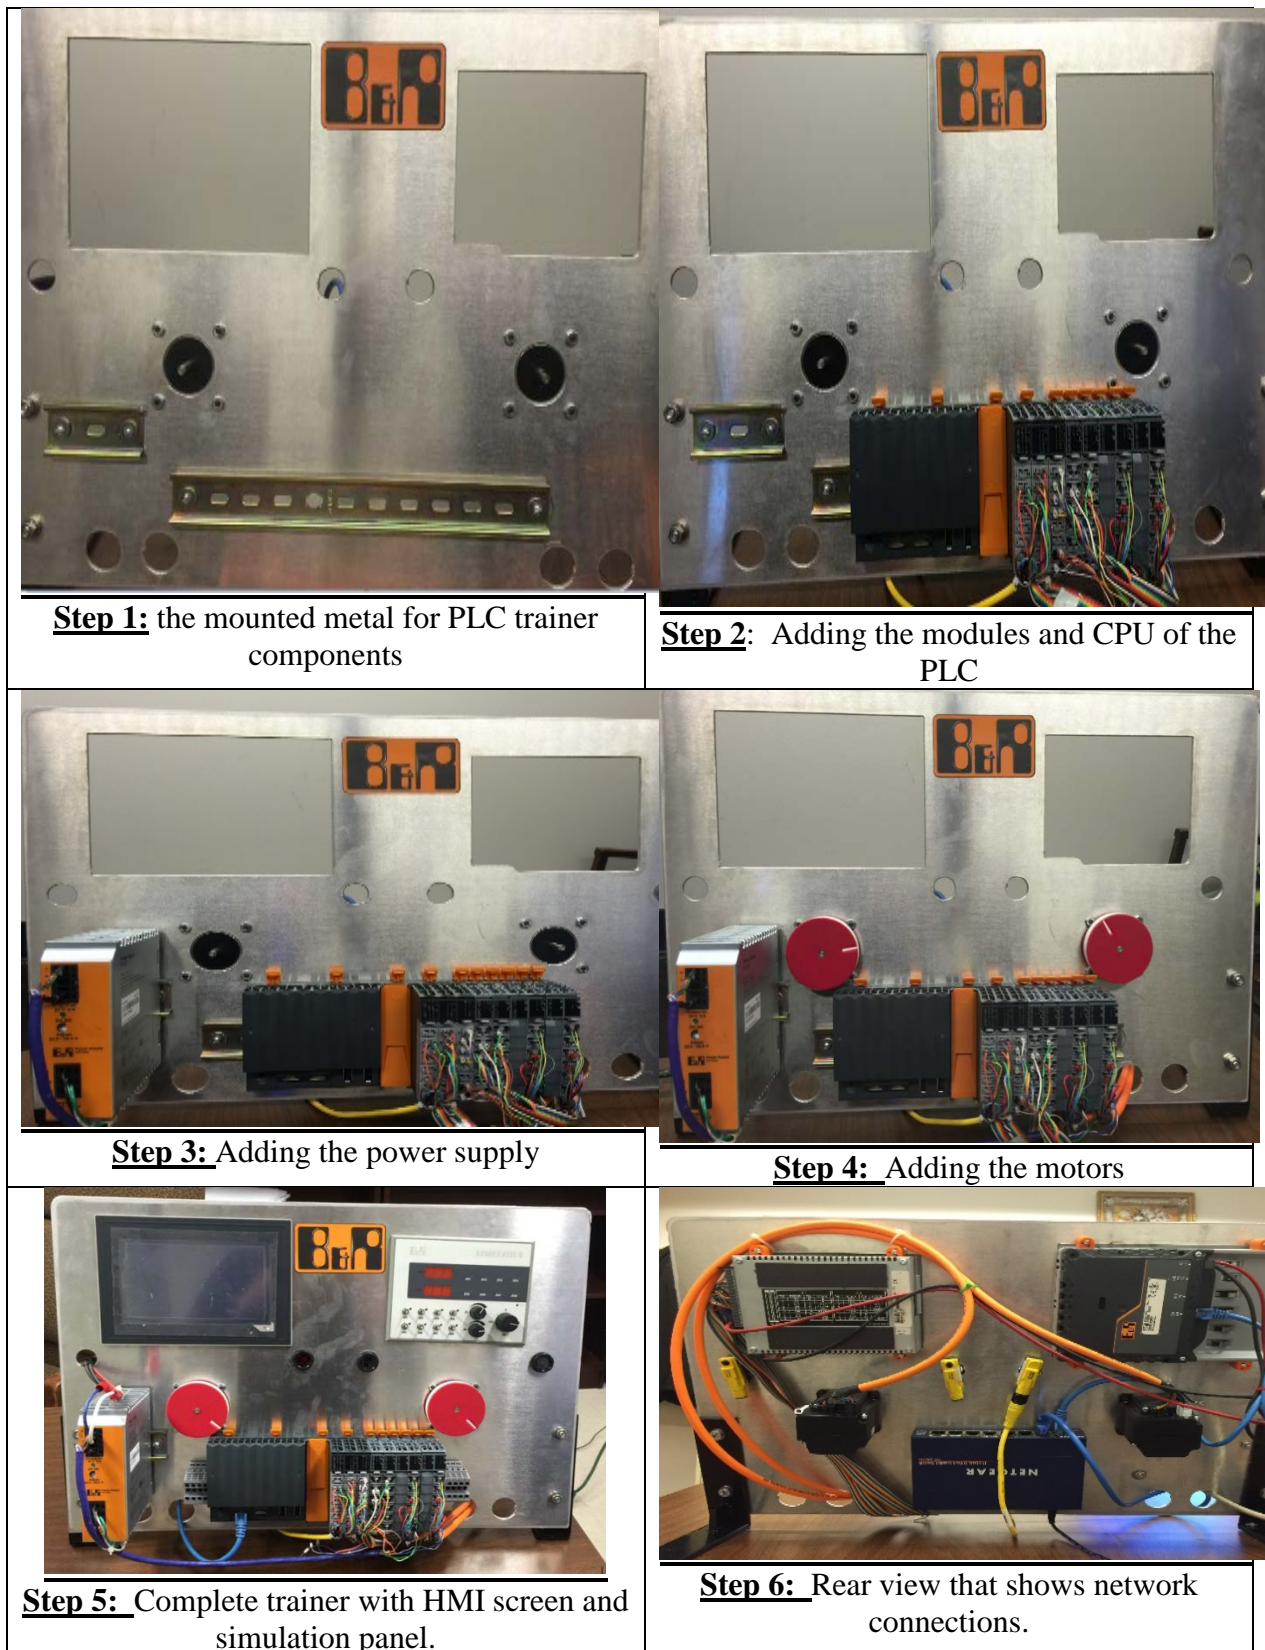 B&R
B&R
Step 1: the mounted metal for PLC trainer
components
Step 2: Adding the modules and CPU of the
PLC
B&R
B&R
Step 3: Adding the power supply
Step 4: Adding the motors
B&R
NETGEAR
Step 5: Complete trainer with HMI screen and
simulation panel.
Step 6: Rear view that shows network
connections.